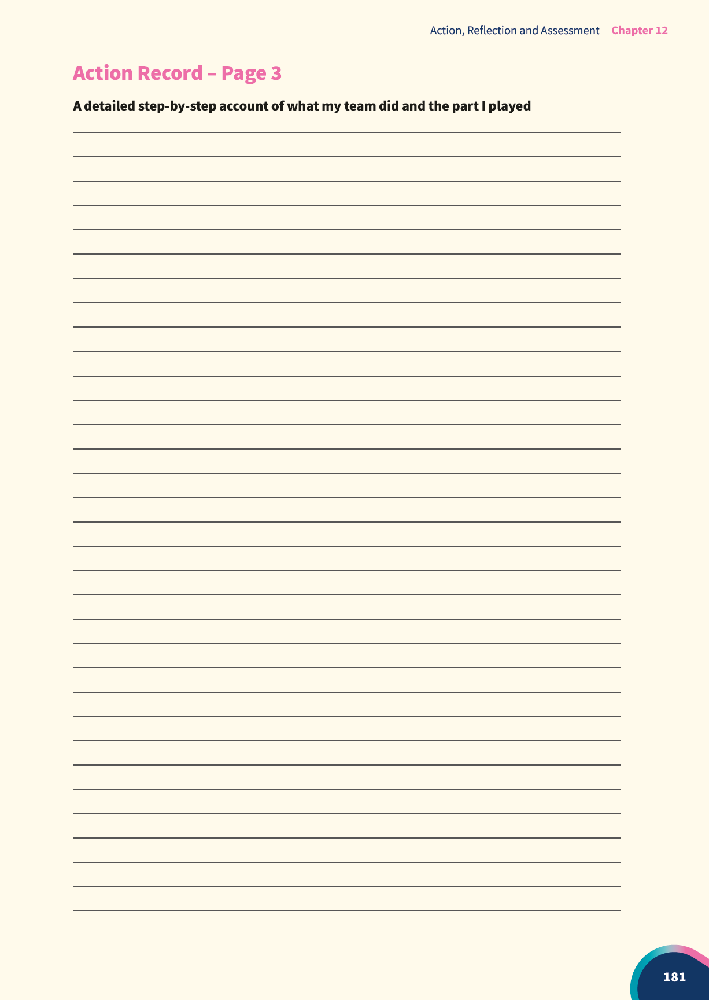 Action, Reflection and Assessment Chapter 12
Action Record – Page 3
A detailed step-by-step account of what my team did and the part I played
181